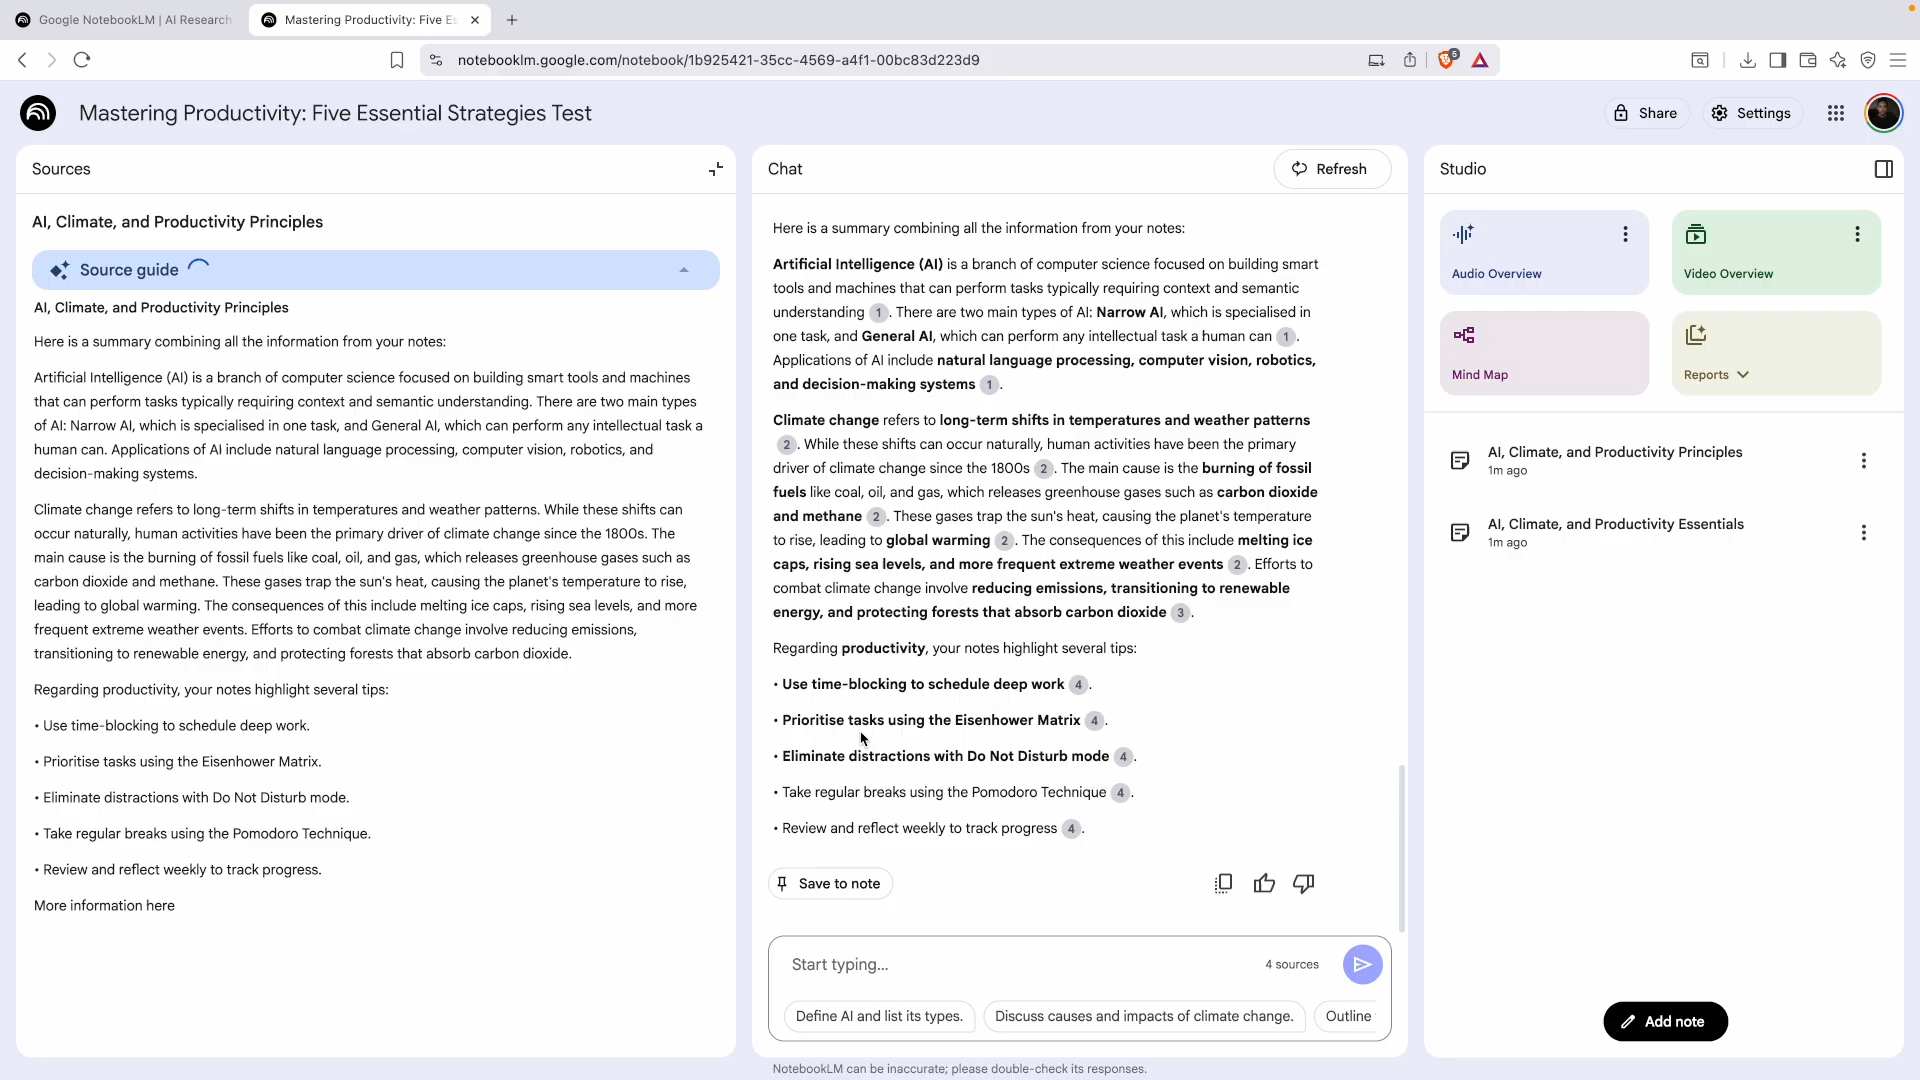 Google NotebookLM | AI Research
Mastering Productivity: Five Es
notebooklm.google.com/notebook/1b925421-35cc-4569-a4f1-00bc83d223d9
5
Mastering Productivity: Five Essential Strategies Test
Share
Settings
Sources
AI, Climate, and Productivity Principles
Source guide
AI, Climate, and Productivity Principles
Here is a summary combining all the information from your notes:
Artificial Intelligence (AI) is a branch of computer science focused on building smart tools and machines
that can perform tasks typically requiring context and semantic understanding. There are two main types
of AI: Narrow AI, which is specialised in one task, and General AI, which can perform any intellectual task a
human can. Applications of AI include natural language processing, computer vision, robotics, and
decision-making systems.
Climate change refers to long-term shifts in temperatures and weather patterns. While these shifts can
occur naturally, human activities have been the primary driver of climate change since the 1800s. The
main cause is the burning of fossil fuels like coal, oil, and gas, which releases greenhouse gases such as
carbon dioxide and methane. These gases trap the sun's heat, causing the planet's temperature to rise,
leading to global warming. The consequences of this include melting ice caps, rising sea levels, and more
frequent extreme weather events. Efforts to combat climate change involve reducing emissions,
transitioning to renewable energy, and protecting forests that absorb carbon dioxide.
Regarding productivity, your notes highlight several tips:
• Use time-blocking to schedule deep work.
• Prioritise tasks using the Eisenhower Matrix.
• Eliminate distractions with Do Not Disturb mode.
• Take regular breaks using the Pomodoro Technique.
• Review and reflect weekly to track progress.
More information here
Chat
Refresh
Here is a summary combining all the information from your notes:
Artificial Intelligence (AI) is a branch of computer science focused on building smart
tools and machines that can perform tasks typically requiring context and semantic
understanding 1. There are two main types of AI: Narrow AI, which is specialised in
one task, and General AI, which can perform any intellectual task a human can 1.
Applications of AI include natural language processing, computer vision, robotics,
and decision-making systems 1.
Climate change refers to long-term shifts in temperatures and weather patterns
2. While these shifts can occur naturally, human activities have been the primary
driver of climate change since the 1800s 2. The main cause is the burning of fossil
fuels like coal, oil, and gas, which releases greenhouse gases such as carbon dioxide
and methane 2. These gases trap the sun's heat, causing the planet's temperature
to rise, leading to global warming 2. The consequences of this include melting ice
caps, rising sea levels, and more frequent extreme weather events 2. Efforts to
combat climate change involve reducing emissions, transitioning to renewable
energy, and protecting forests that absorb carbon dioxide 3.
Regarding productivity, your notes highlight several tips:
• Use time-blocking to schedule deep work 4.
• Prioritise tasks using the Eisenhower Matrix 4.
• Eliminate distractions with Do Not Disturb mode 4.
• Take regular breaks using the Pomodoro Technique 4.
• Review and reflect weekly to track progress 4.
Save to note
Start typing...
4 sources
Define AI and list its types.
Discuss causes and impacts of climate change.
Outline
NotebookLM can be inaccurate; please double-check its responses.
Studio
Audio Overview
Video Overview
Mind Map
Reports
AI, Climate, and Productivity Principles
1m ago
AI, Climate, and Productivity Essentials
1m ago
Add note